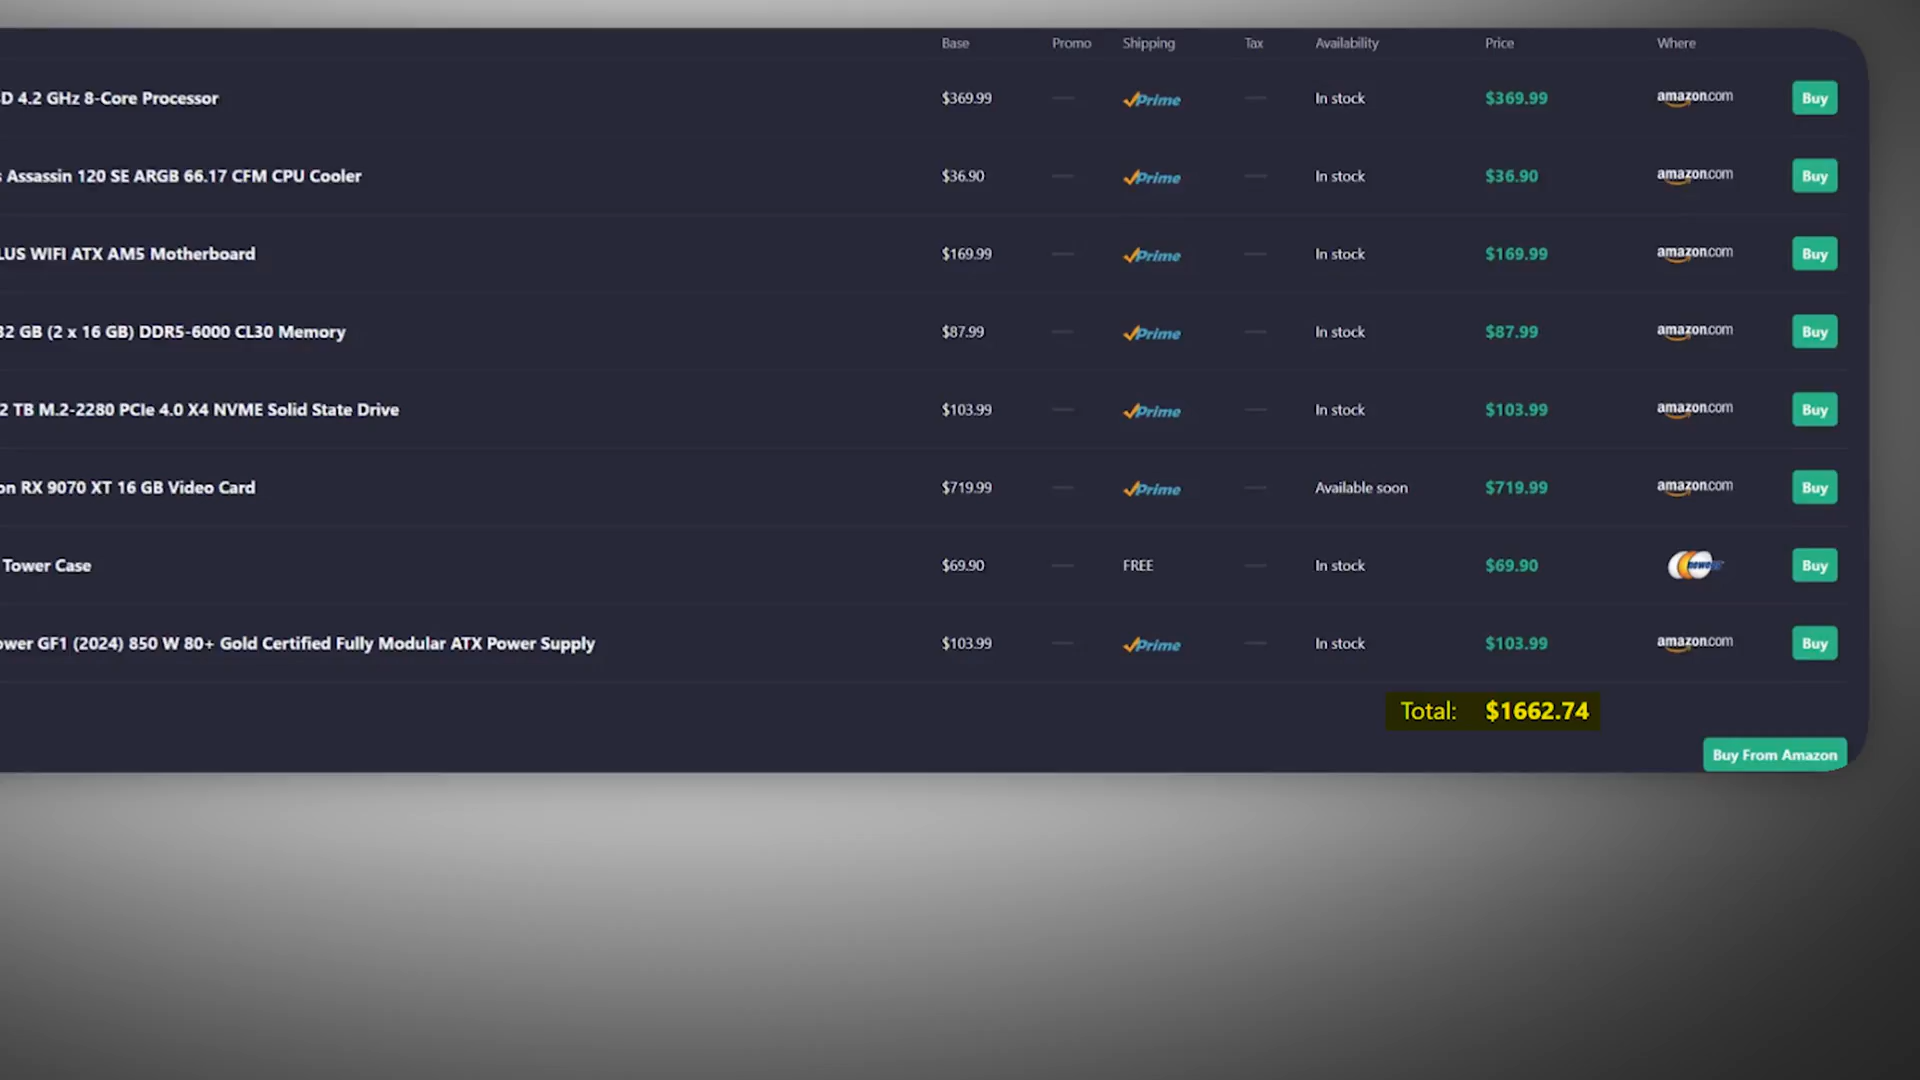 Base Promo Shipping Tax Availability Price Where
D 4.2 GHz 8-Core Processor $369.99 — Prime — In stock $369.99 amazon.com Buy
s Assassin 120 SE ARGB 66.17 CFM CPU Cooler $36.90 — Prime — In stock $36.90 amazon.com Buy
LUS WIFI ATX AM5 Motherboard $169.99 — Prime — In stock $169.99 amazon.com Buy
32 GB (2 x 16 GB) DDR5-6000 CL30 Memory $87.99 — Prime — In stock $87.99 amazon.com Buy
2 TB M.2-2280 PCIe 4.0 X4 NVME Solid State Drive $103.99 — Prime — In stock $103.99 amazon.com Buy
on RX 9070 XT 16 GB Video Card $719.99 — Prime — Available soon $719.99 amazon.com Buy
Tower Case $69.90 — FREE — In stock $69.90 newegg Buy
ower GF1 (2024) 850 W 80+ Gold Certified Fully Modular ATX Power Supply $103.99 — Prime — In stock $103.99 amazon.com Buy
Total: $1662.74
Buy From Amazon